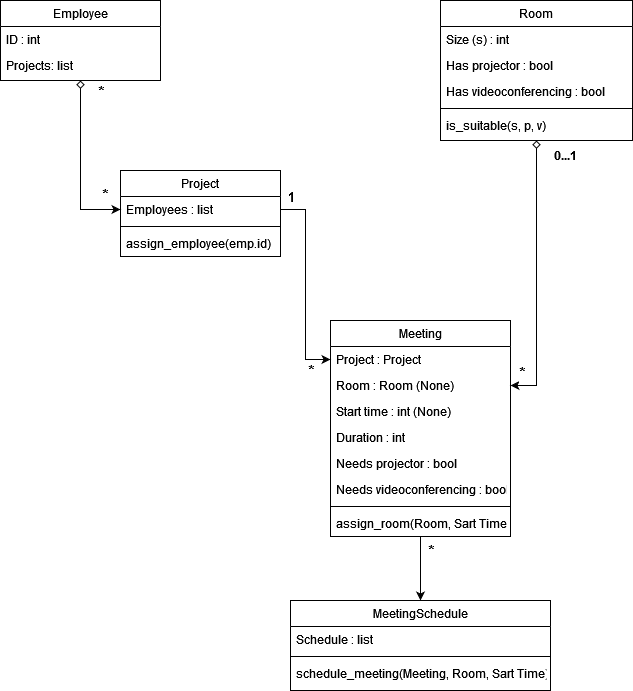 Employee
ID : int
Projects: list
*
Room
Size (s) : int
Has projector : bool
Has videoconferencing : bool
is_suitable(s, p, v)
0...1
*
Project
Employees : list
assign_employee(emp.id)
1
*
Meeting
Project : Project
Room : Room (None)
Start time : int (None)
Duration : int
Needs projector : bool
Needs videoconferencing : boo
assign_room(Room, Sart Time
*
*
MeetingSchedule
Schedule : list
schedule_meeting(Meeting, Room, Sart Time)